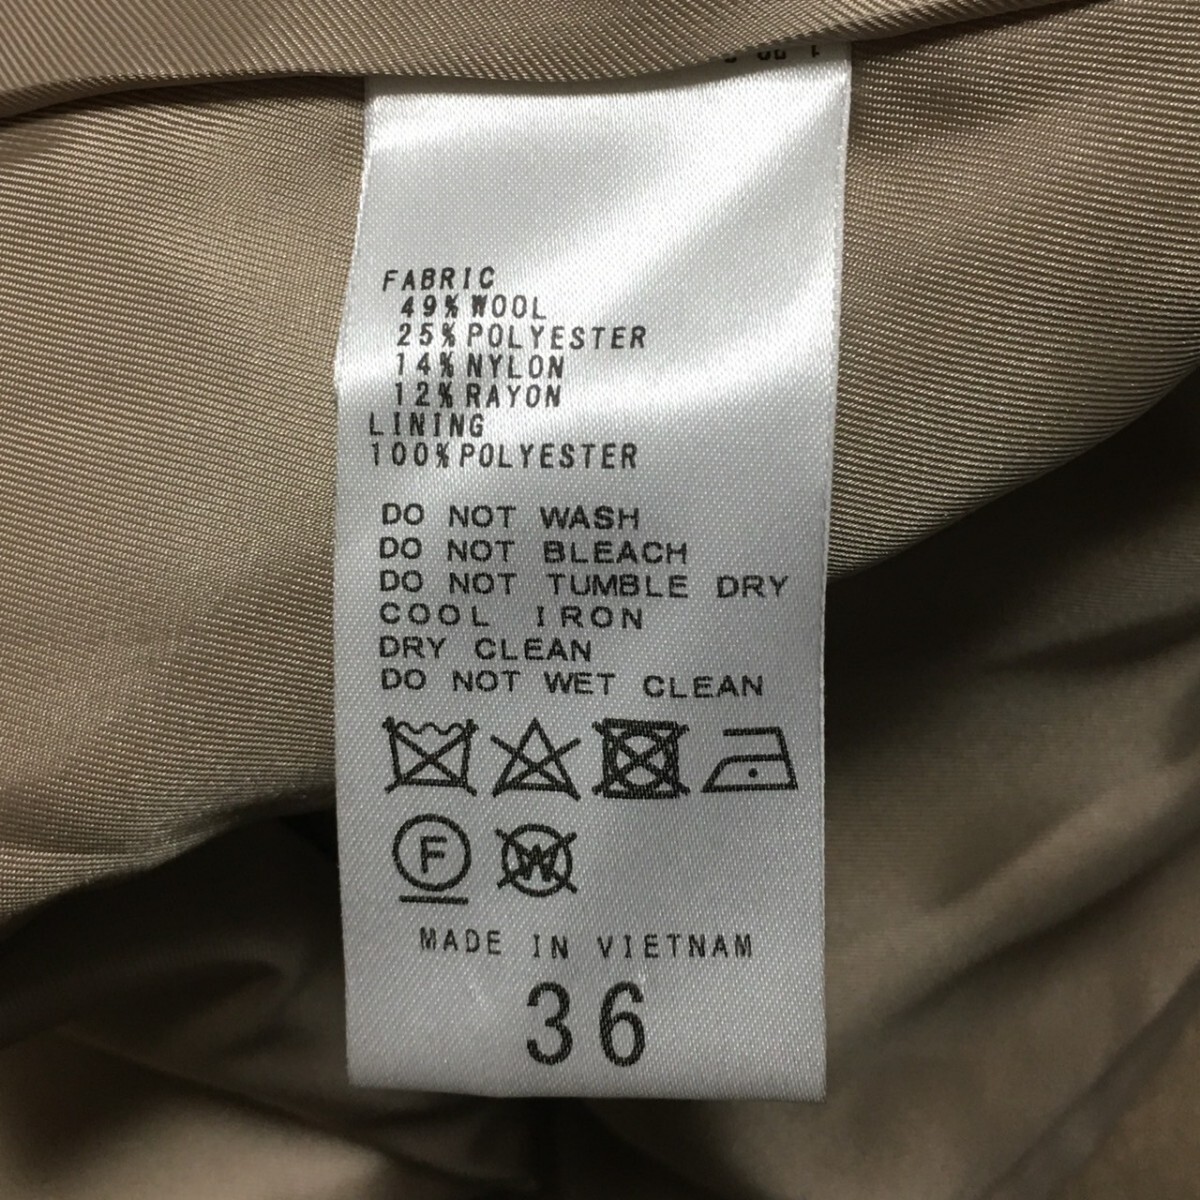 FABRIC
49% WOOL
25% POLYESTER
14% NYLON
12% RAYON
LINING
100% POLYESTER
DO NOT WASH
DO NOT BLEACH
DO NOT TUMBLE DRY
COOL IRON
DRY CLEAN
DO NOT WET CLEAN
F W
MADE IN VIETNAM
36